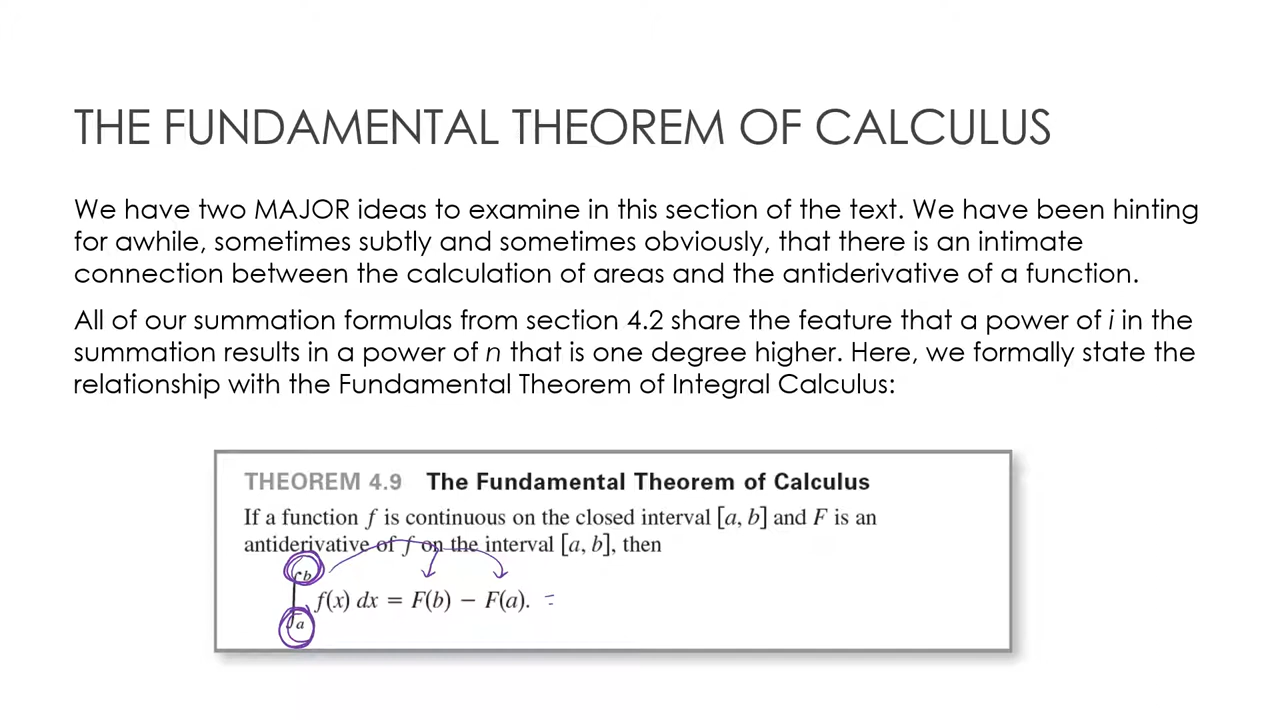 THE FUNDAMENTAL THEOREM OF CALCULUS
We have two MAJOR ideas to examine in this section of the text. We have been hinting
for awhile, sometimes subtly and sometimes obviously, that there is an intimate
connection between the calculation of areas and the antiderivative of a function.
All of our summation formulas from section 4.2 share the feature that a power of i in the
summation results in a power of n that is one degree higher. Here, we formally state the
relationship with the Fundamental Theorem of Integral Calculus:
THEOREM 4.9 The Fundamental Theorem of Calculus
If a function f is continuous on the closed interval [a, b] and F is an
antiderivative of f on the interval [a, b], then
∫_a^b f(x) dx = F(b) − F(a). =